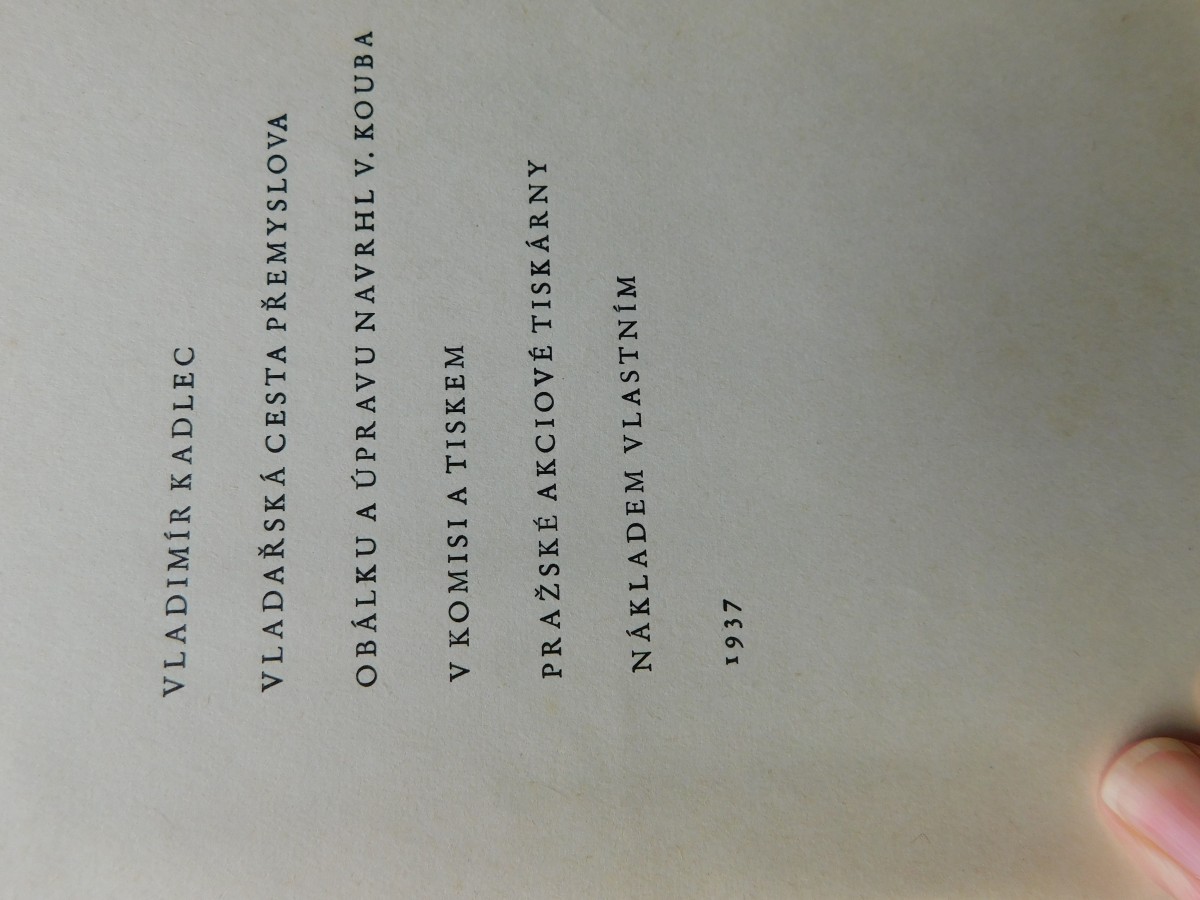 VLADIMÍR KADLEC
VLADAŘSKÁ CESTA PŘEMYSLOVA
OBÁLKU A ÚPRAVU NAVRHL V. KOUBA
V KOMISI A TISKEM
PRAŽSKÉ AKCIOVÉ TISKÁRNY
NÁKLADEM VLASTNÍM
1937